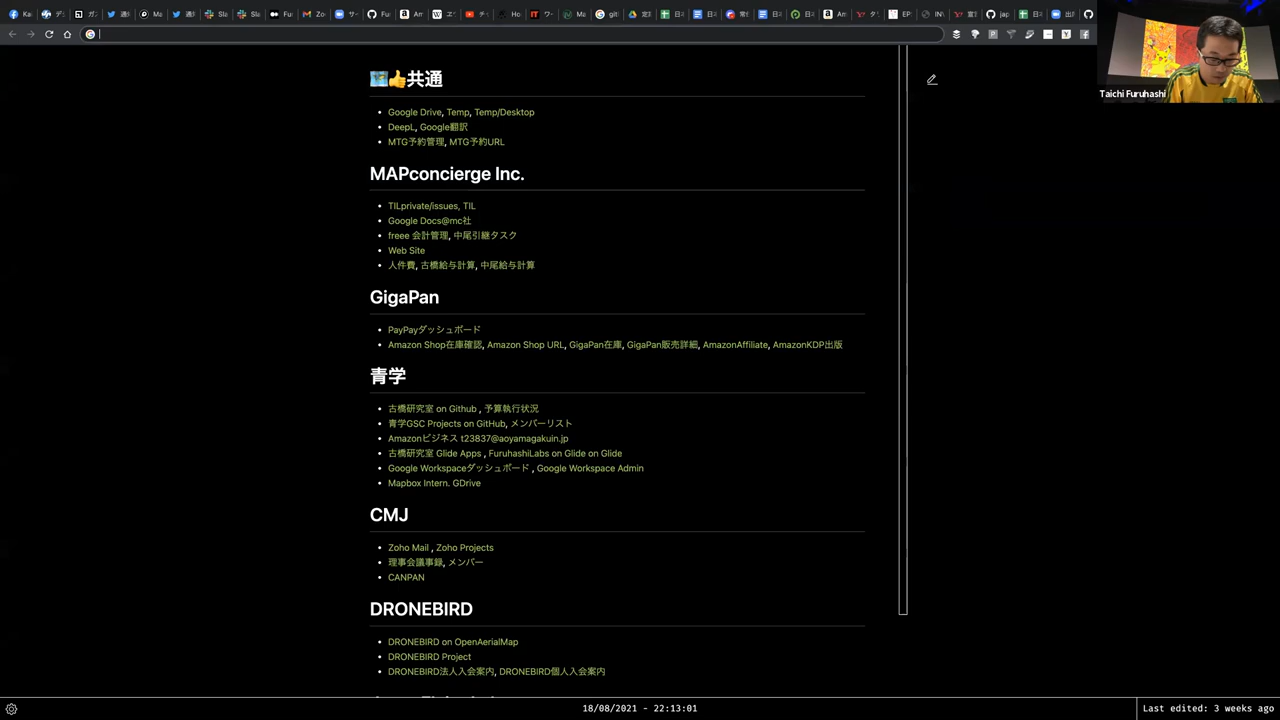 Taichi Furuhashi
🗺️👍共通
Google Drive, Temp, Temp/Desktop
DeepL, Google翻訳
MTG予約管理, MTG予約URL
MAPconcierge Inc.
TILprivate/issues, TIL
Google Docs@mc社
freee 会計管理, 中尾引継タスク
Web Site
人件費, 古橋給与計算, 中尾給与計算
GigaPan
PayPayダッシュボード
Amazon Shop在庫確認, Amazon Shop URL, GigaPan在庫, GigaPan販売詳細, AmazonAffiliate, AmazonKDP出版
青学
古橋研究室 on Github , 予算執行状況
青学GSC Projects on GitHub, メンバーリスト
Amazonビジネス t23837@aoyamagakuin.jp
古橋研究室 Glide Apps , FuruhashiLabs on Glide on Glide
Google Workspaceダッシュボード , Google Workspace Admin
Mapbox Intern. GDrive
CMJ
Zoho Mail , Zoho Projects
理事会議事録, メンバー
CANPAN
DRONEBIRD
DRONEBIRD on OpenAerialMap
DRONEBIRD Project
DRONEBIRD法人入会案内, DRONEBIRD個人入会案内
18/08/2021 - 22:13:01
Last edited: 3 weeks ago